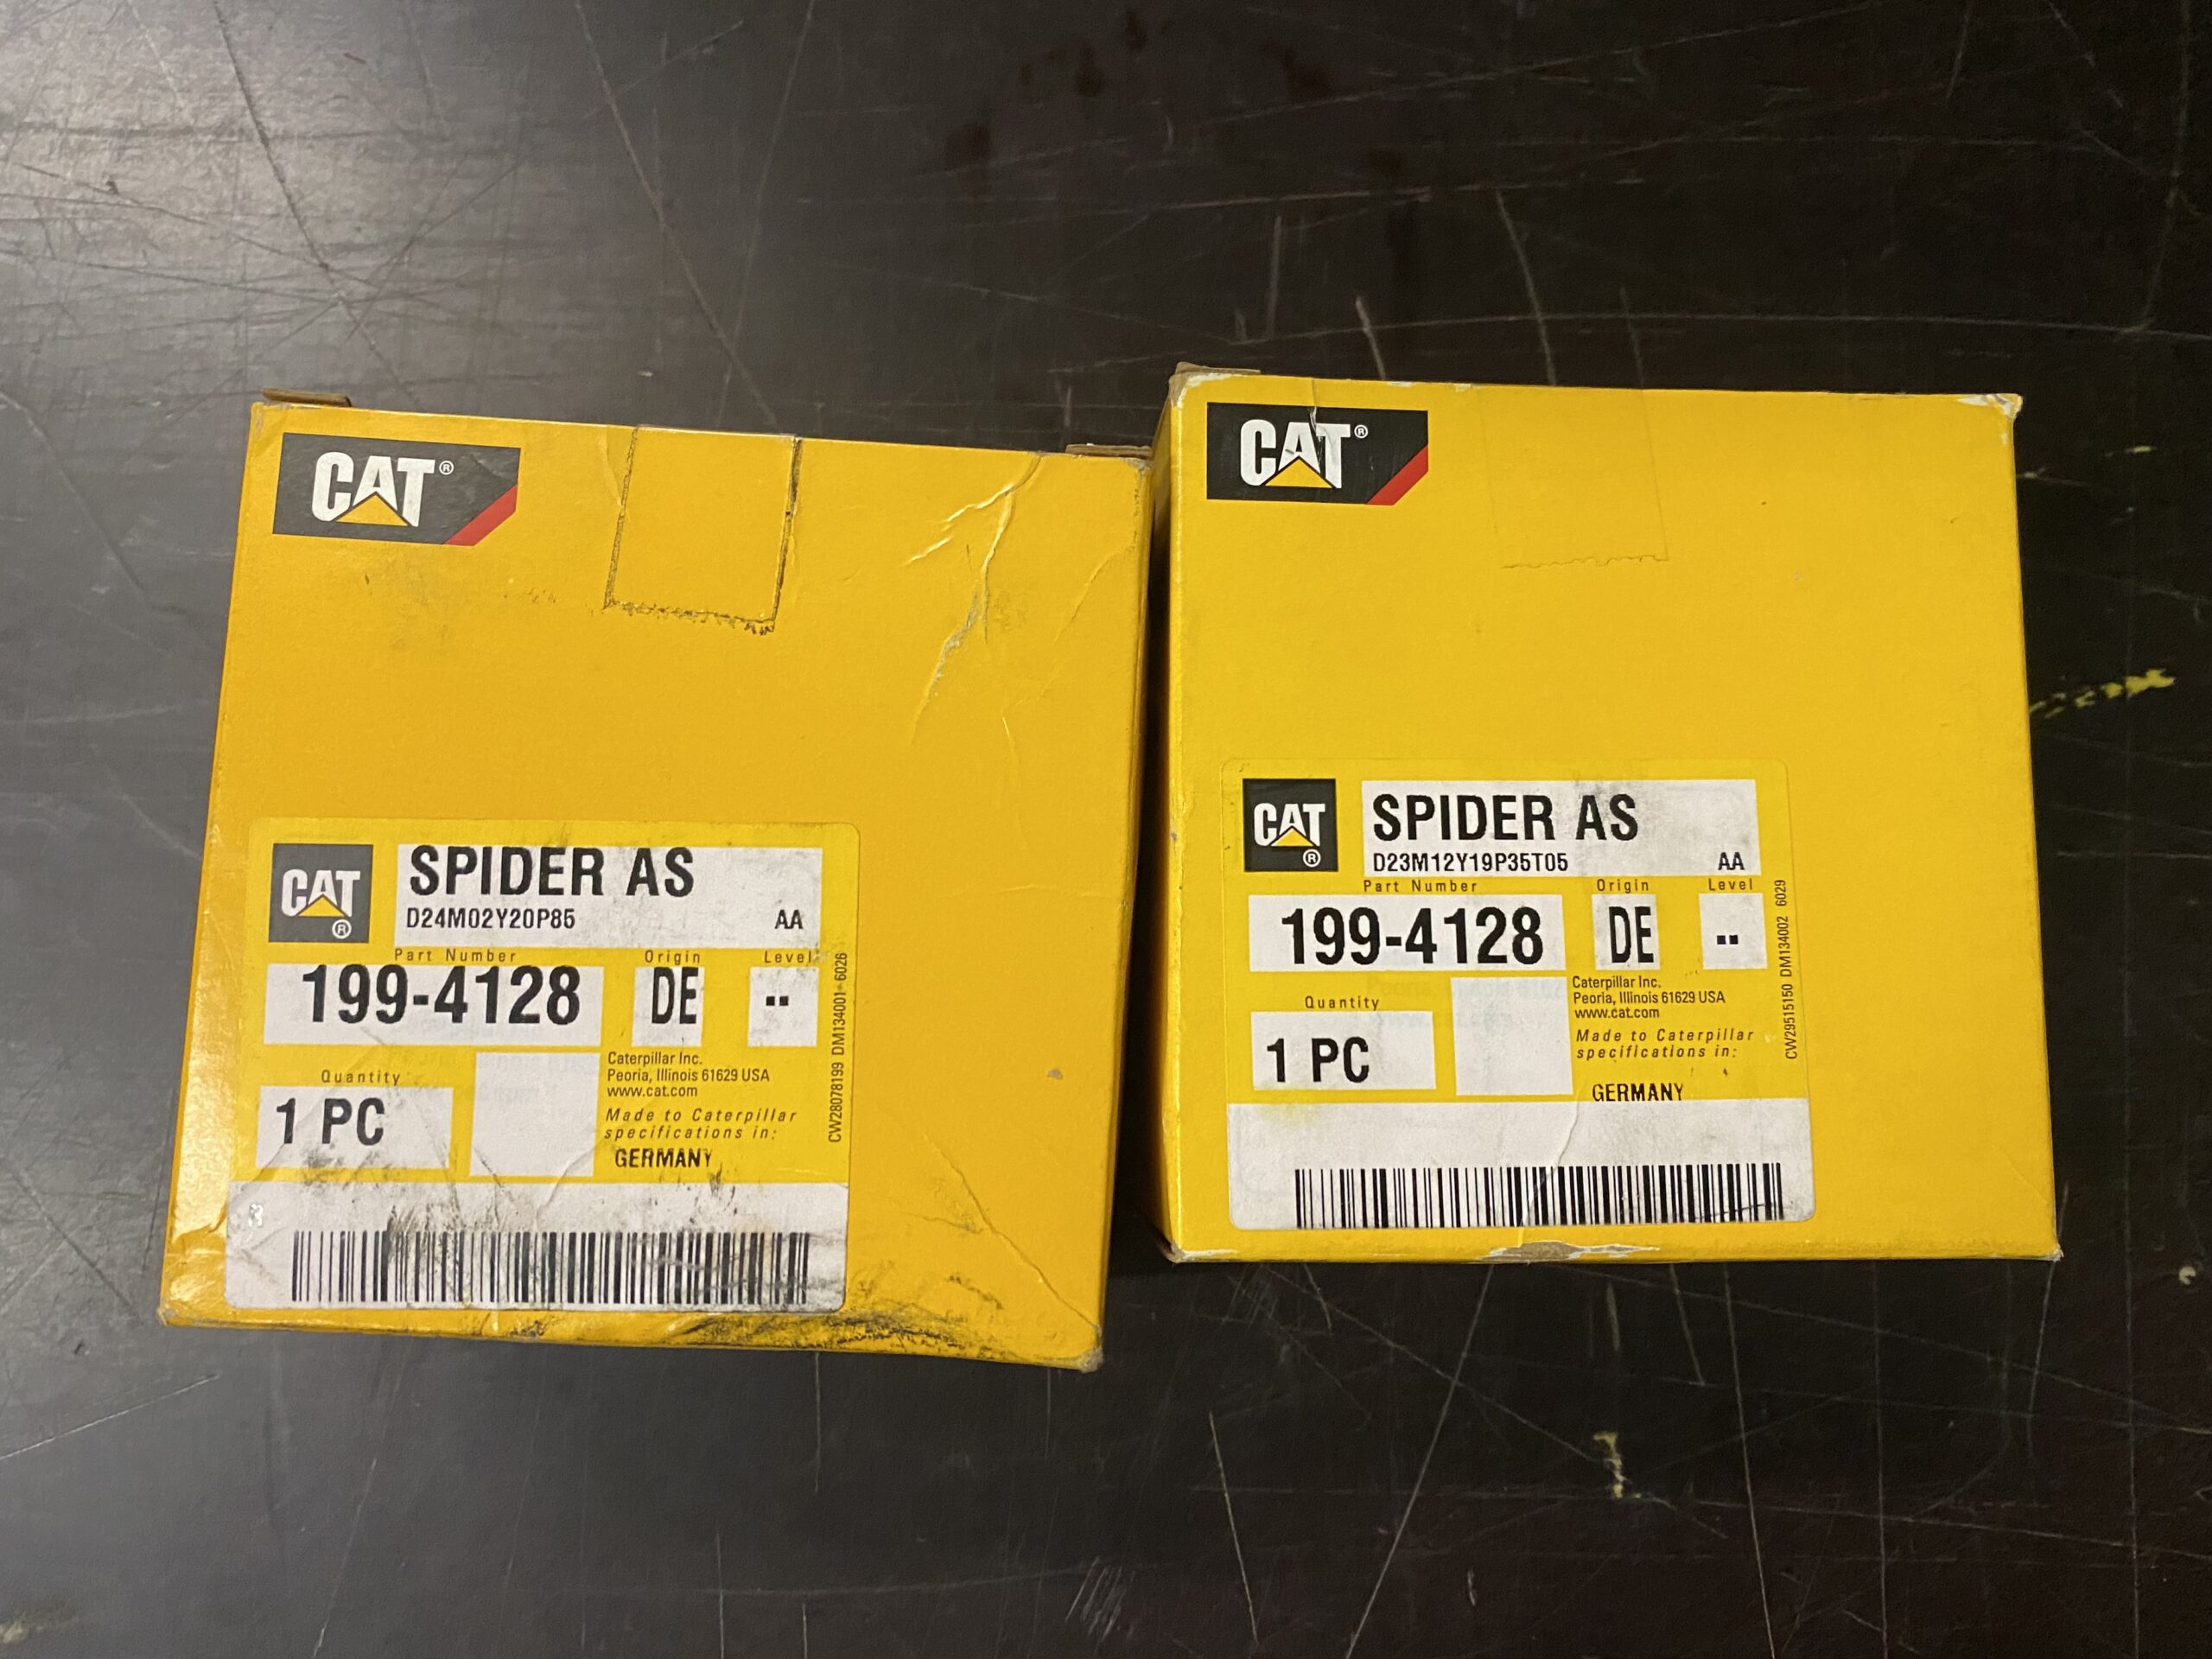 CAT®
CAT®
SPIDER AS
D24M02Y20P85 AA
Part Number Origin Level
199-4128 DE --
Quantity
1 PC
Caterpillar Inc.
Peoria, Illinois 61629 USA
www.cat.com
Made to Caterpillar
specifications in:
GERMANY
CW28078199 DM134001 6026
CAT®
CAT®
SPIDER AS
D23M12Y19P35T05 AA
Part Number Origin Level
199-4128 DE --
Quantity
1 PC
Caterpillar Inc.
Peoria, Illinois 61629 USA
www.cat.com
Made to Caterpillar
specifications in:
GERMANY
CW29515150 DM134002 6029